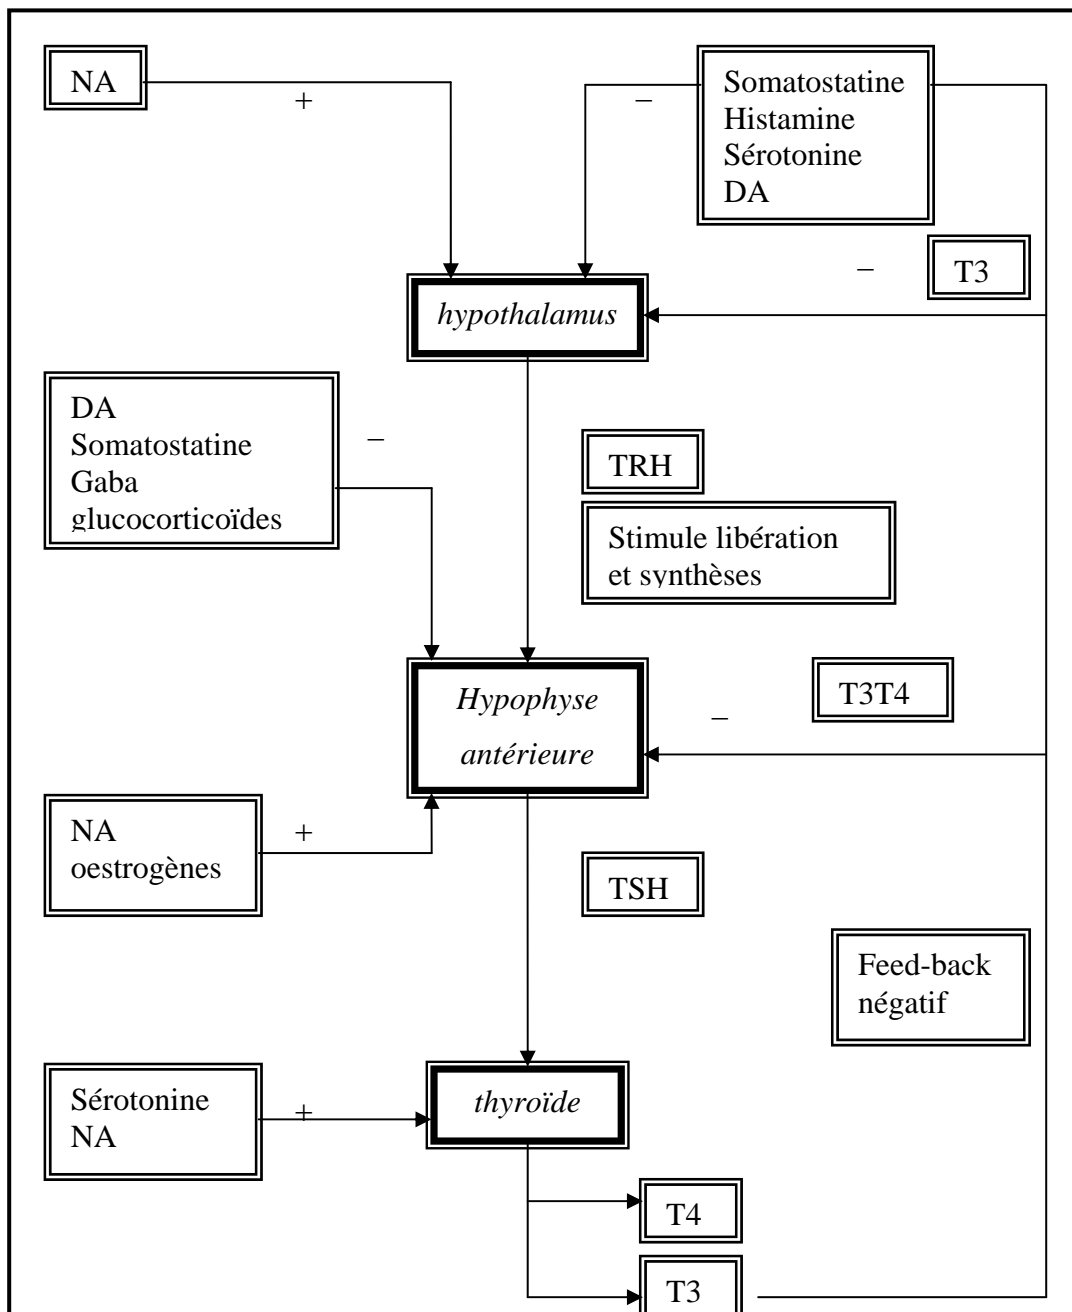 NA
+
−
Somatostatine
Histamine
Sérotonine
DA
−
T3
hypothalamus
DA
Somatostatine
Gaba
glucocorticoïdes
−
TRH
Stimule libération
et synthèses
Hypophyse
antérieure
−
T3T4
NA
oestrogènes
+
TSH
Feed-back
négatif
Sérotonine
NA
+
thyroïde
T4
T3